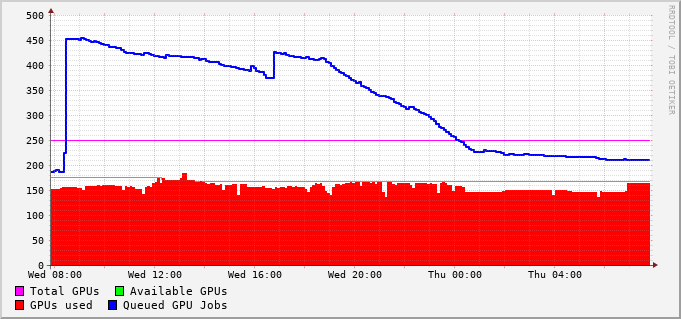 500
450
400
350
300
250
200
150
100
50
0
Wed 08:00 Wed 12:00 Wed 16:00 Wed 20:00 Thu 00:00 Thu 04:00
Total GPUs Available GPUs
GPUs used Queued GPU Jobs
RRDTOOL / TOBI OETIKER